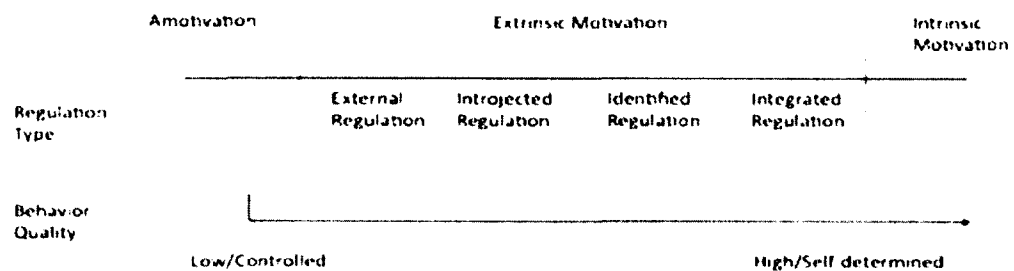 Amotivation Extrinsic Motivation Intrinsic
Motivation
External Introjected Identified Integrated
Regulation Regulation Regulation Regulation
Regulation
Type
Behavior
Quality
Low/Controlled High/Self determined